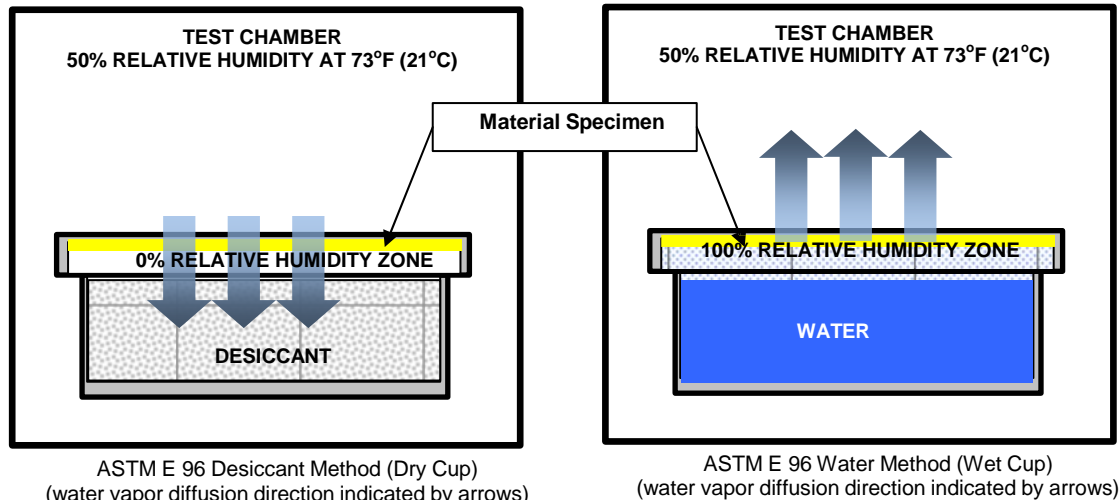 TEST CHAMBER
50% RELATIVE HUMIDITY AT 73°F (21°C)
Material Specimen
0% RELATIVE HUMIDITY ZONE
DESICCANT
ASTM E 96 Desiccant Method (Dry Cup)
(water vapor diffusion direction indicated by arrows)
TEST CHAMBER
50% RELATIVE HUMIDITY AT 73°F (21°C)
100% RELATIVE HUMIDITY ZONE
WATER
ASTM E 96 Water Method (Wet Cup)
(water vapor diffusion direction indicated by arrows)